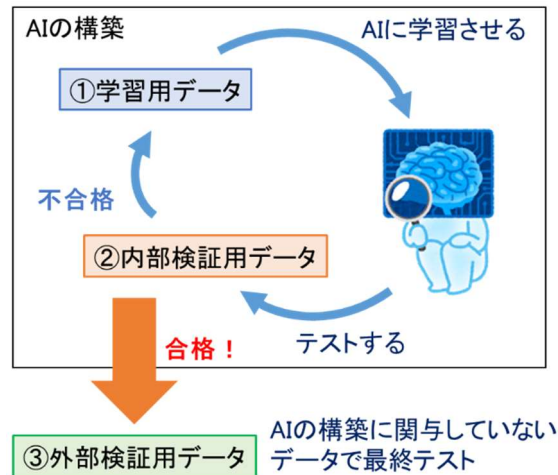 AIの構築
AIに学習させる
①学習用データ
不合格
②内部検証用データ
テストする
合格！
③外部検証用データ
AIの構築に関与していない
データで最終テスト